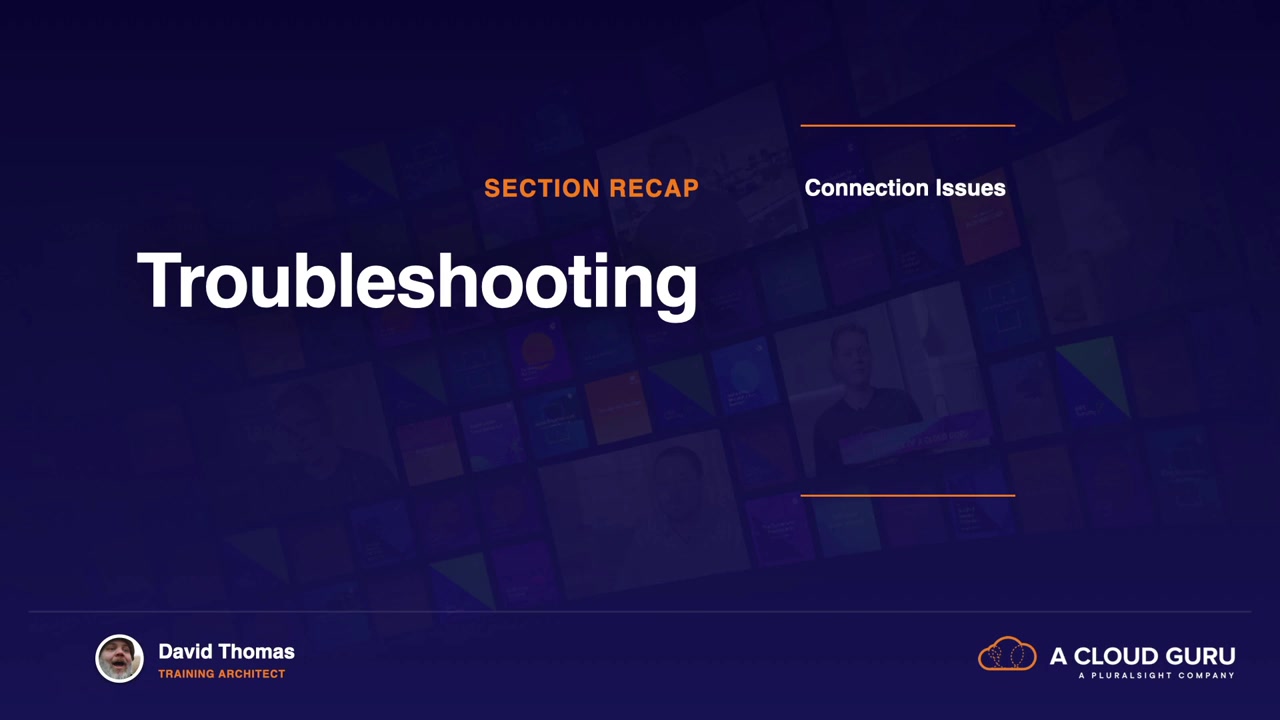 SECTION RECAP
Troubleshooting
Connection Issues
David Thomas
TRAINING ARCHITECT
A CLOUD GURU
A PLURALSIGHT COMPANY